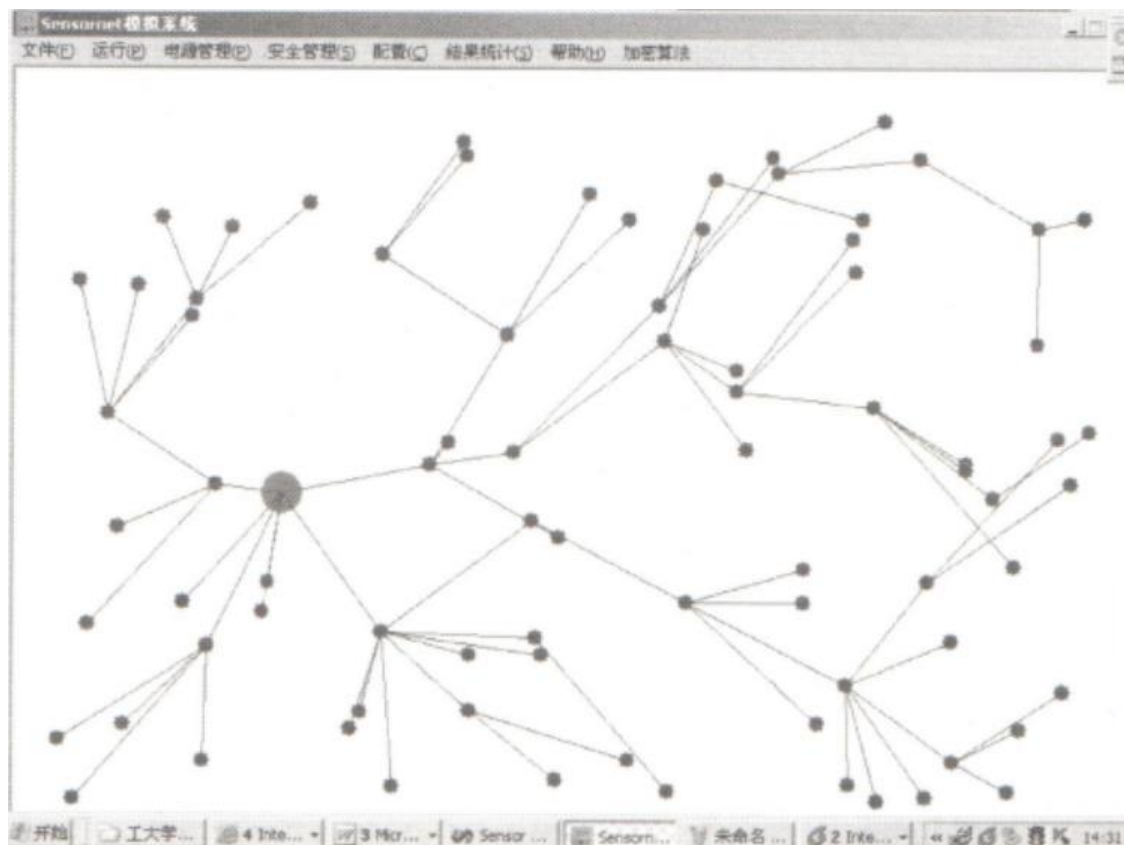 Sensornet模拟系统
文件(F) 运行(P) 电源管理(P) 安全管理(S) 配置(C) 结果统计(S) 帮助(H) 加密算法
开始 工大学... 4 Inte... 3 Micr... Sensor ... Sensorn... 未命名 ... 2 Inte... « 14:31